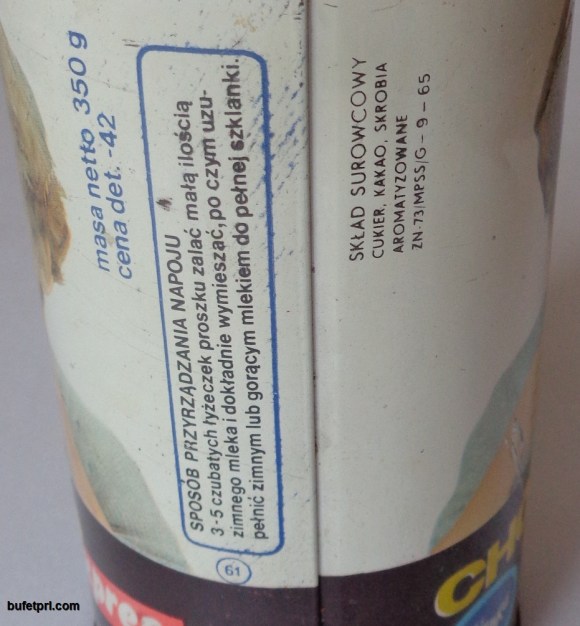 masa netto 350 g
cena det. -42
SPOSÓB PRZYRZĄDZANIA NAPOJU
3-5 czubatych łyżeczek proszku zalać małą ilością
zimnego mleka i dokładnie wymieszać, po czym uzu-
pełnić zimnym lub gorącym mlekiem do pełnej szklanki.
61
SKŁAD SUROWCOWY
CUKIER, KAKAO, SKROBIA
AROMATYZOWANE
ZN-73/MPSS/G-9-65
CH
bufetprl.com